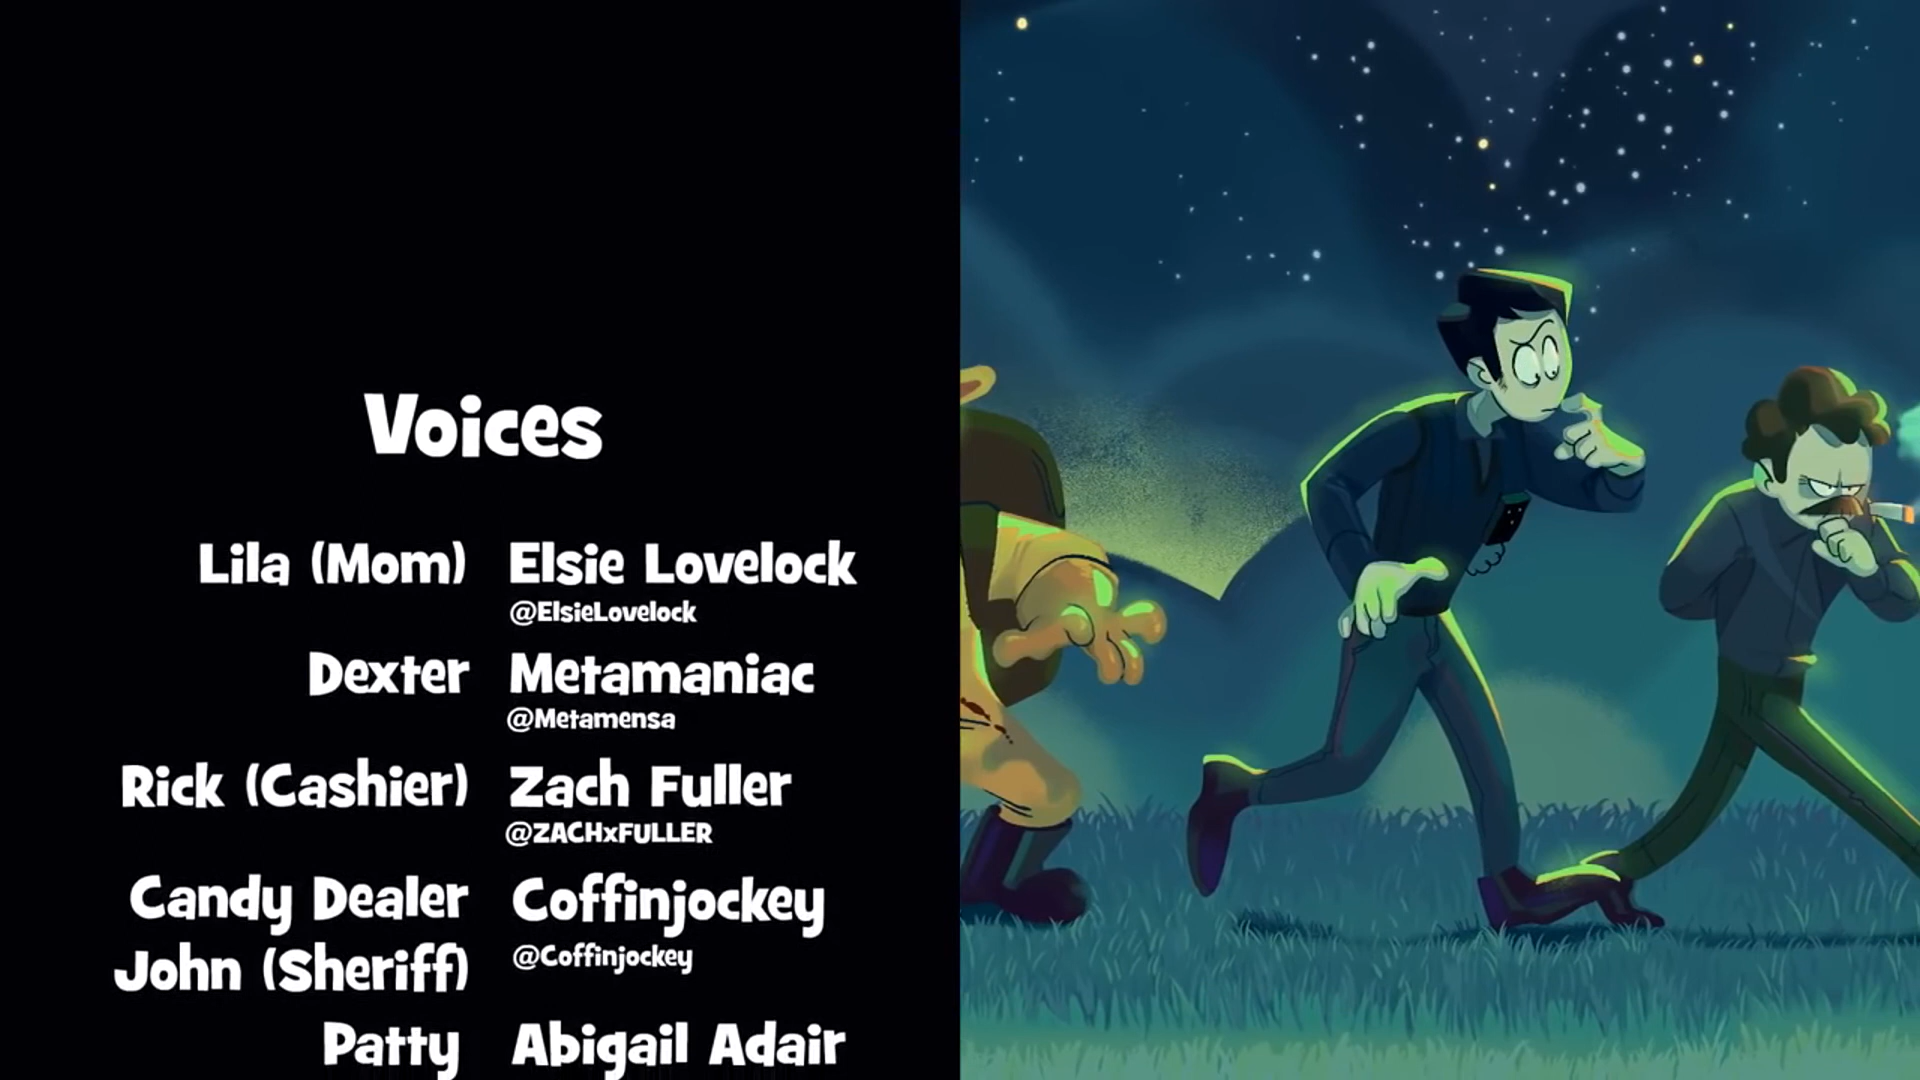 Voices
Lila (Mom) Elsie Lovelock
@ElsieLovelock
Dexter Metamaniac
@Metamensa
Rick (Cashier) Zach Fuller
@ZACHxFULLER
Candy Dealer Coffinjockey
John (Sheriff) @Coffinjockey
Patty Abigail Adair